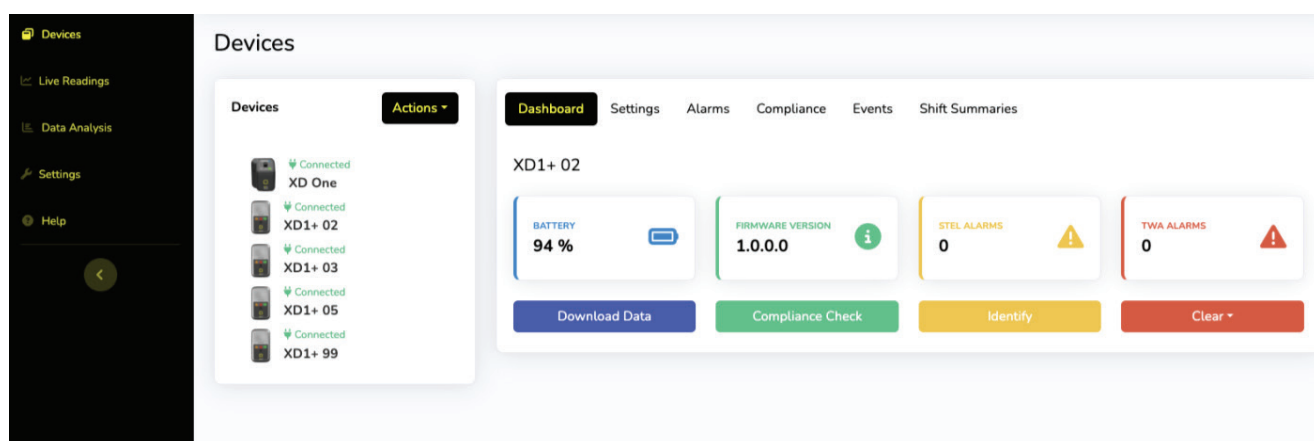 Devices
Live Readings
Data Analysis
Settings
Help
Devices
Devices
Actions
Connected
XD One
Connected
XD1+ 02
Connected
XD1+ 03
Connected
XD1+ 05
Connected
XD1+ 99
Dashboard Settings Alarms Compliance Events Shift Summaries
XD1+ 02
BATTERY
94 %
FIRMWARE VERSION
1.0.0.0
STEL ALARMS
0
TWA ALARMS
0
Download Data
Compliance Check
Identify
Clear